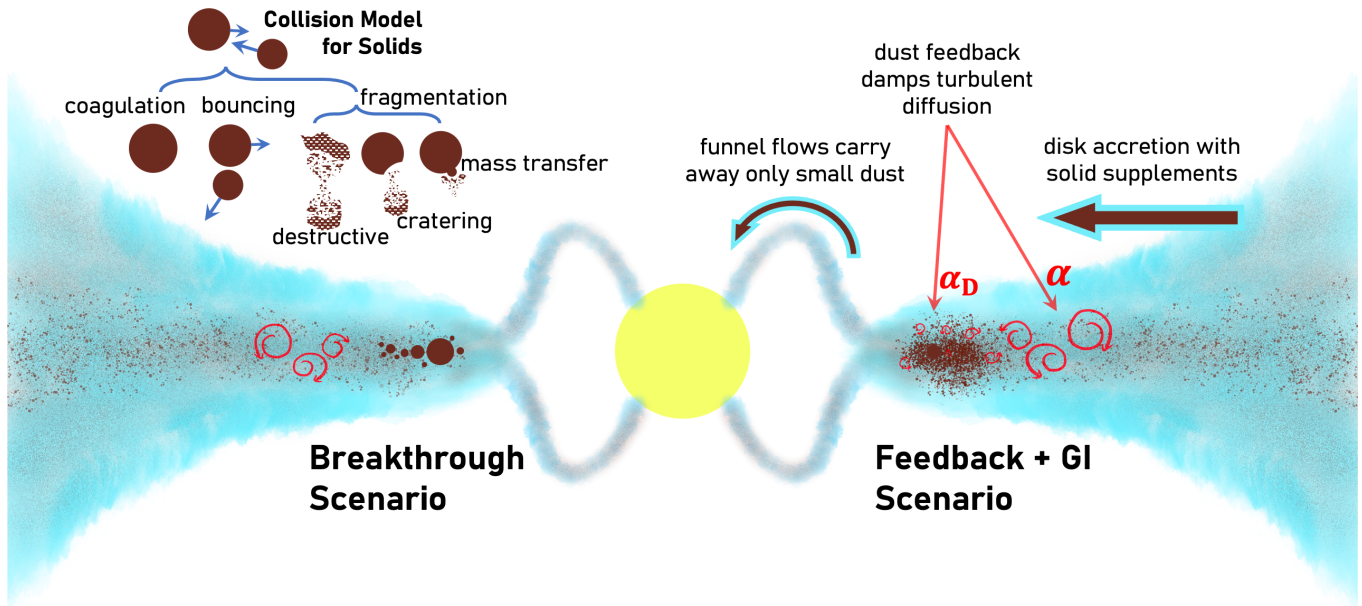 Collision Model
for Solids
coagulation
bouncing
fragmentation
mass transfer
cratering
destructive
funnel flows carry
away only small dust
dust feedback
damps turbulent
diffusion
disk accretion with
solid supplements
α_D
α
Breakthrough
Scenario
Feedback + GI
Scenario